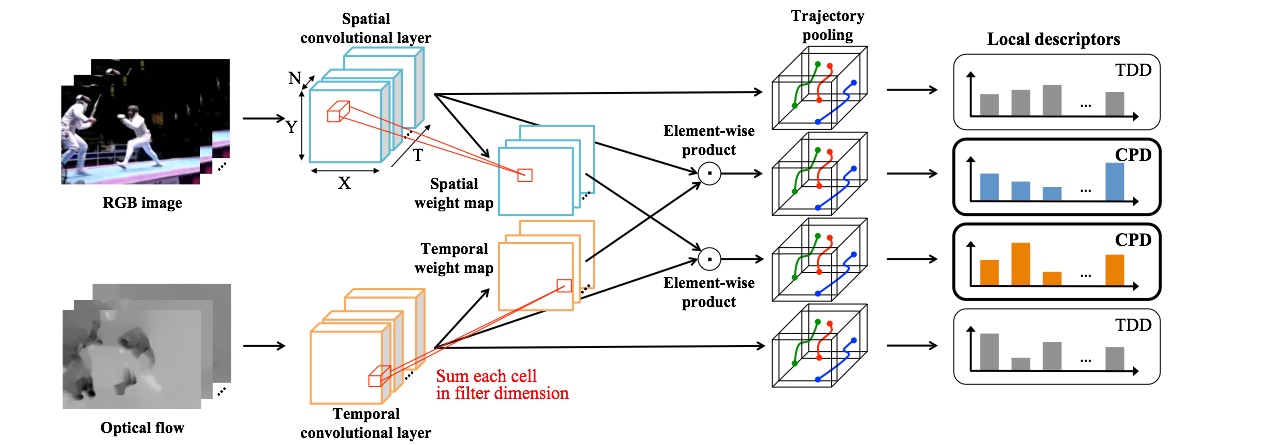 Spatial
convolutional layer
Trajectory
pooling
Local descriptors
N
Y
X
T
RGB image
Spatial
weight map
Element-wise
product
TDD
...
CPD
...
Temporal
weight map
Element-wise
product
CPD
...
TDD
...
Sum each cell
in filter dimension
Optical flow
Temporal
convolutional layer